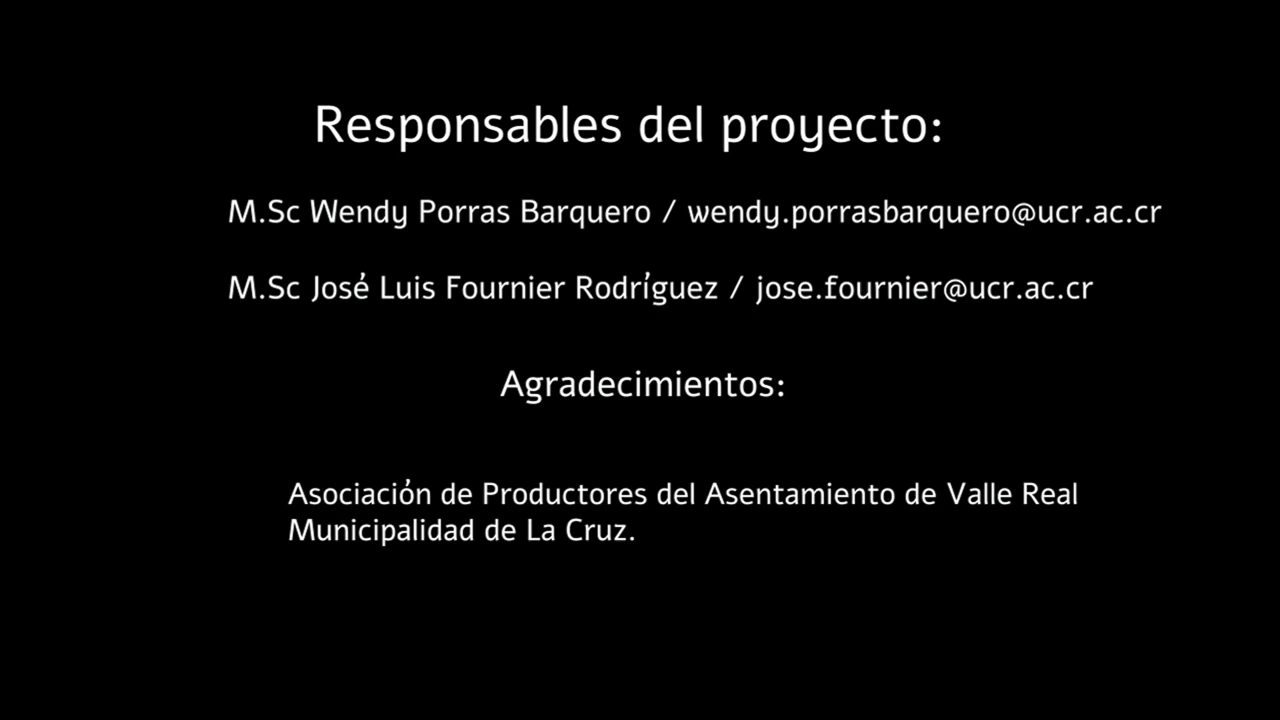 Responsables del proyecto:
M.Sc Wendy Porras Barquero / wendy.porrasbarquero@ucr.ac.cr
M.Sc José Luis Fournier Rodríguez / jose.fournier@ucr.ac.cr
Agradecimientos:
Asociación de Productores del Asentamiento de Valle Real
Municipalidad de La Cruz.